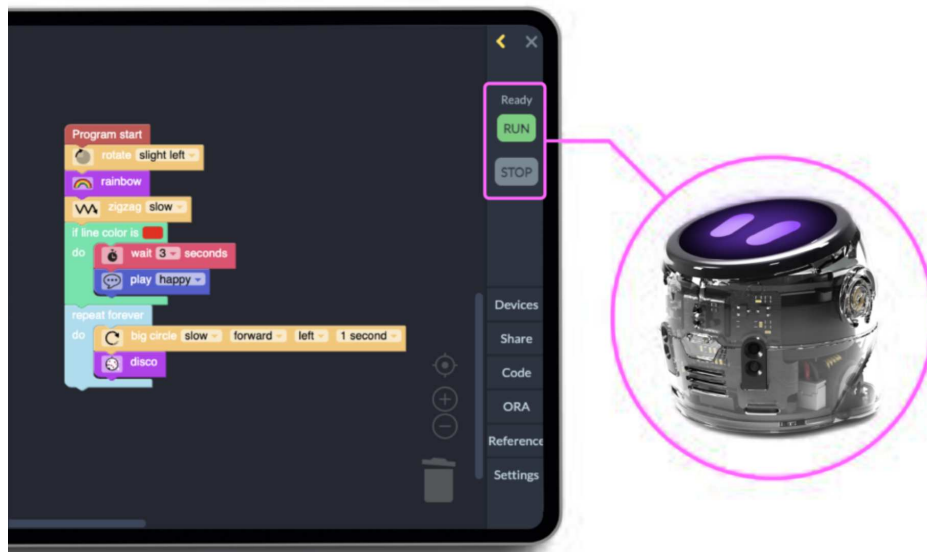 Ready
RUN
STOP
Program start
rotate slight left
rainbow
zigzag slow
if line color is
do wait 3 seconds
play happy
repeat forever
do big circle slow forward left 1 second
disco
Devices
Share
Code
ORA
Reference
Settings